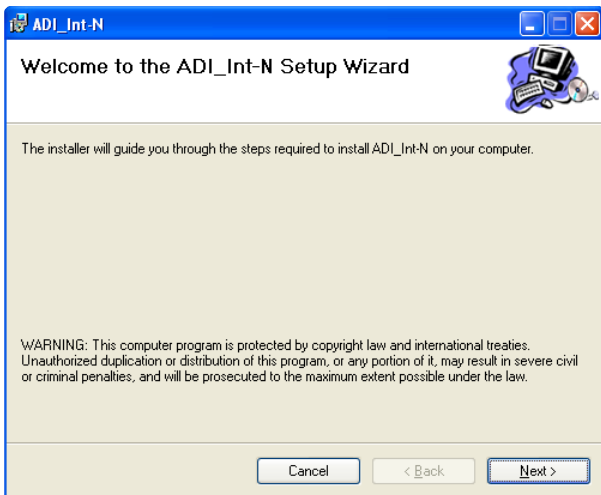 ADI_Int-N
Welcome to the ADI_Int-N Setup Wizard
The installer will guide you through the steps required to install ADI_Int-N on your computer.
WARNING: This computer program is protected by copyright law and international treaties.
Unauthorized duplication or distribution of this program, or any portion of it, may result in severe civil
or criminal penalties, and will be prosecuted to the maximum extent possible under the law.
Cancel
< Back
Next >